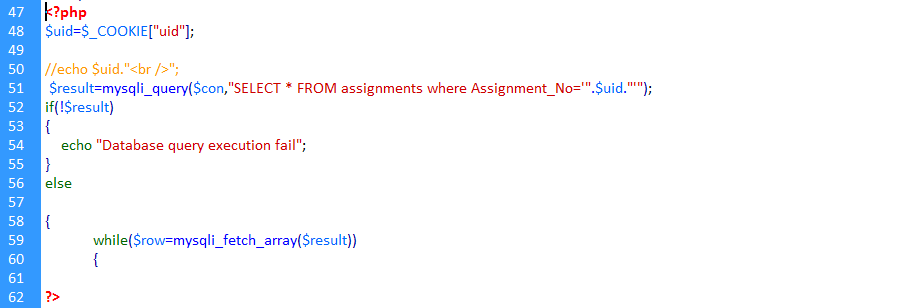 47 <?php
48 $uid=$_COOKIE["uid"];
49
50 //echo $uid."<br />";
51 $result=mysqli_query($con,"SELECT * FROM assignments where Assignment_No='".$uid."'");
52 if(!$result)
53 {
54 echo "Database query execution fail";
55 }
56 else
57
58 {
59 while($row=mysqli_fetch_array($result))
60 {
61
62 ?>